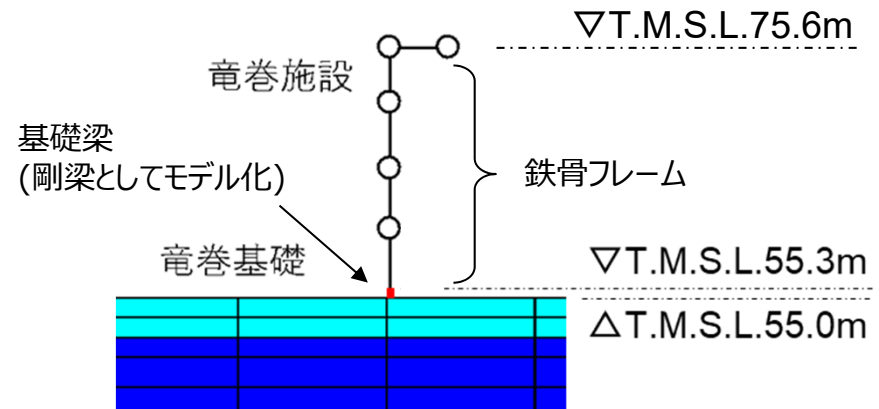 ▽T.M.S.L.75.6m
竜巻施設
基礎梁
(剛梁としてモデル化)
鉄骨フレーム
竜巻基礎
▽T.M.S.L.55.3m
△T.M.S.L.55.0m